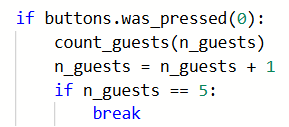 if buttons.was_pressed(0):
    count_guests(n_guests)
    n_guests = n_guests + 1
    if n_guests == 5:
        break